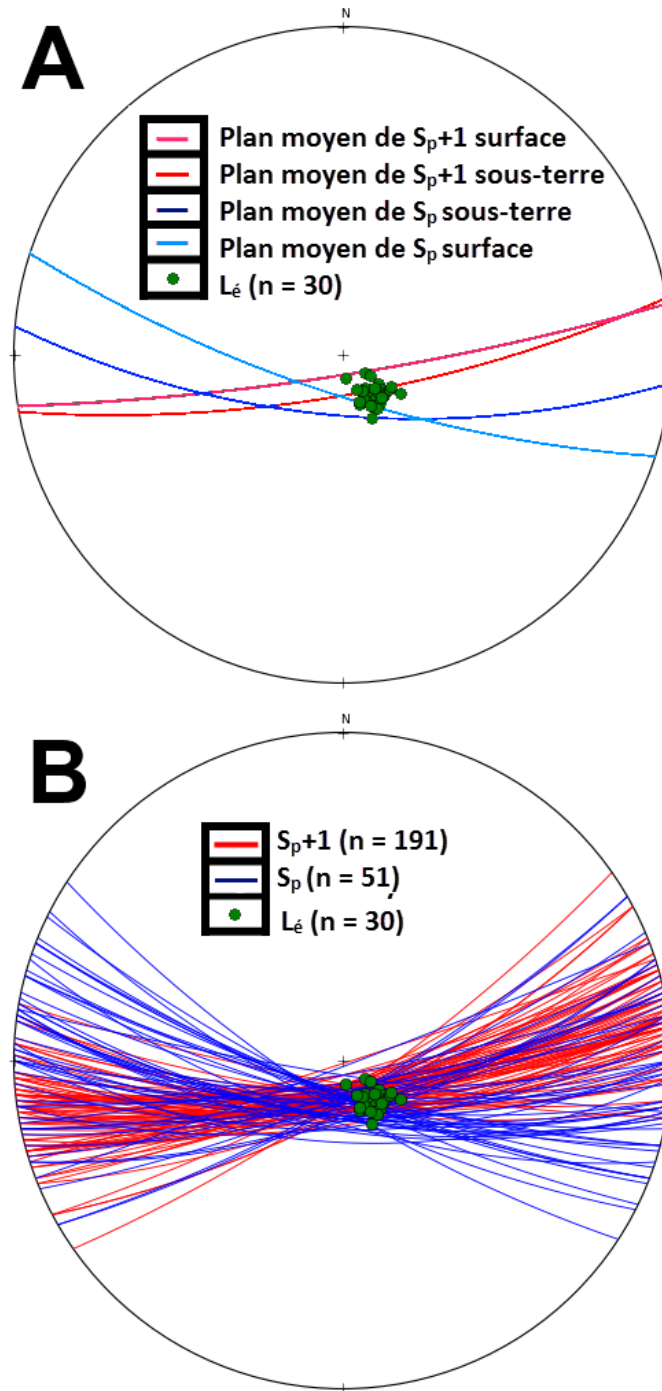 N
A
Plan moyen de Sp+1 surface
Plan moyen de Sp+1 sous-terre
Plan moyen de Sp sous-terre
Plan moyen de Sp surface
Lé (n = 30)
N
B
Sp+1 (n = 191)
Sp (n = 51)
Lé (n = 30)